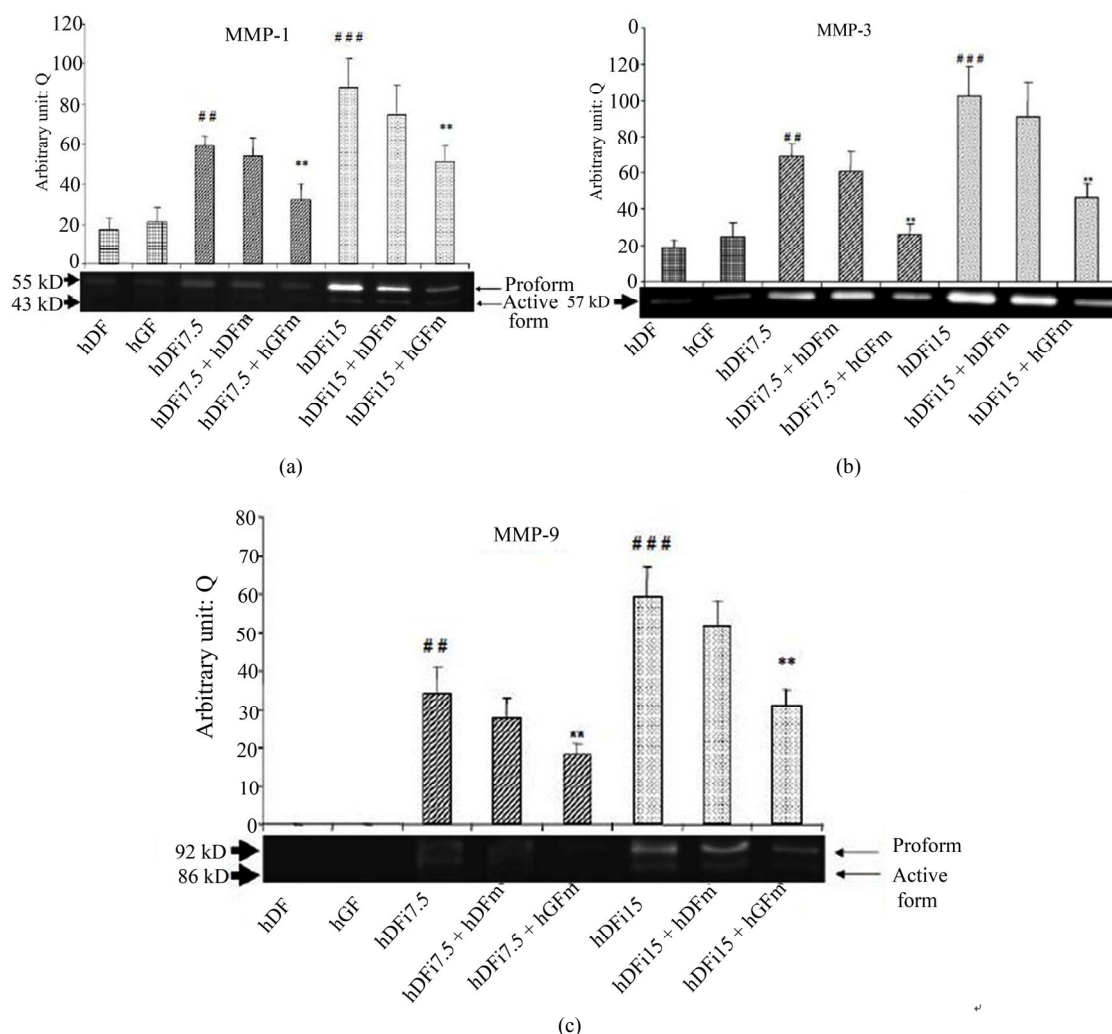 MMP-1
Arbitrary unit: Q
120
100
80
60
40
20
0
##
**
###
**
55 kD
43 kD
Proform
Active
form
hDF
hGF
hDFi7.5
hDFi7.5 + hDFm
hDFi7.5 + hGFm
hDFi15
hDFi15 + hDFm
hDFi15 + hGFm
(a)
MMP-3
Arbitrary unit: Q
0
120
100
80
60
40
20
0
##
**
###
**
57 kD
hDF
hGF
hDFi7.5
hDFi7.5 + hDFm
hDFi7.5 + hGFm
hDFi15
hDFi15 + hDFm
hDFi15 + hGFm
(b)
MMP-9
Arbitrary unit: Q
80
70
60
50
40
30
20
10
0
##
**
###
**
92 kD
86 kD
Proform
Active
form
hDF
hGF
hDFi7.5
hDFi7.5 + hDFm
hDFi7.5 + hGFm
hDFi15
hDFi15 + hDFm
hDFi15 + hGFm
(c)